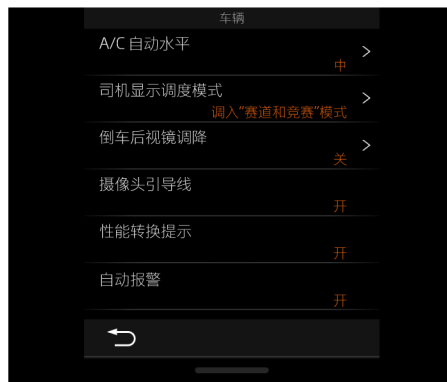 车辆
A/C 自动水平
中
司机显示调度模式
调入“赛道和竞赛”模式
倒车后视镜调降
关
摄像头引导线
开
性能转换提示
开
自动报警
开